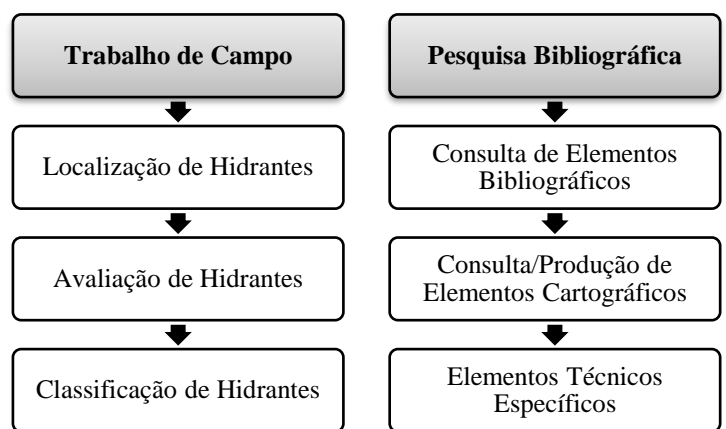 Trabalho de Campo
Localização de Hidrantes
Avaliação de Hidrantes
Classificação de Hidrantes
Pesquisa Bibliográfica
Consulta de Elementos
Bibliográficos
Consulta/Produção de
Elementos Cartográficos
Elementos Técnicos
Específicos